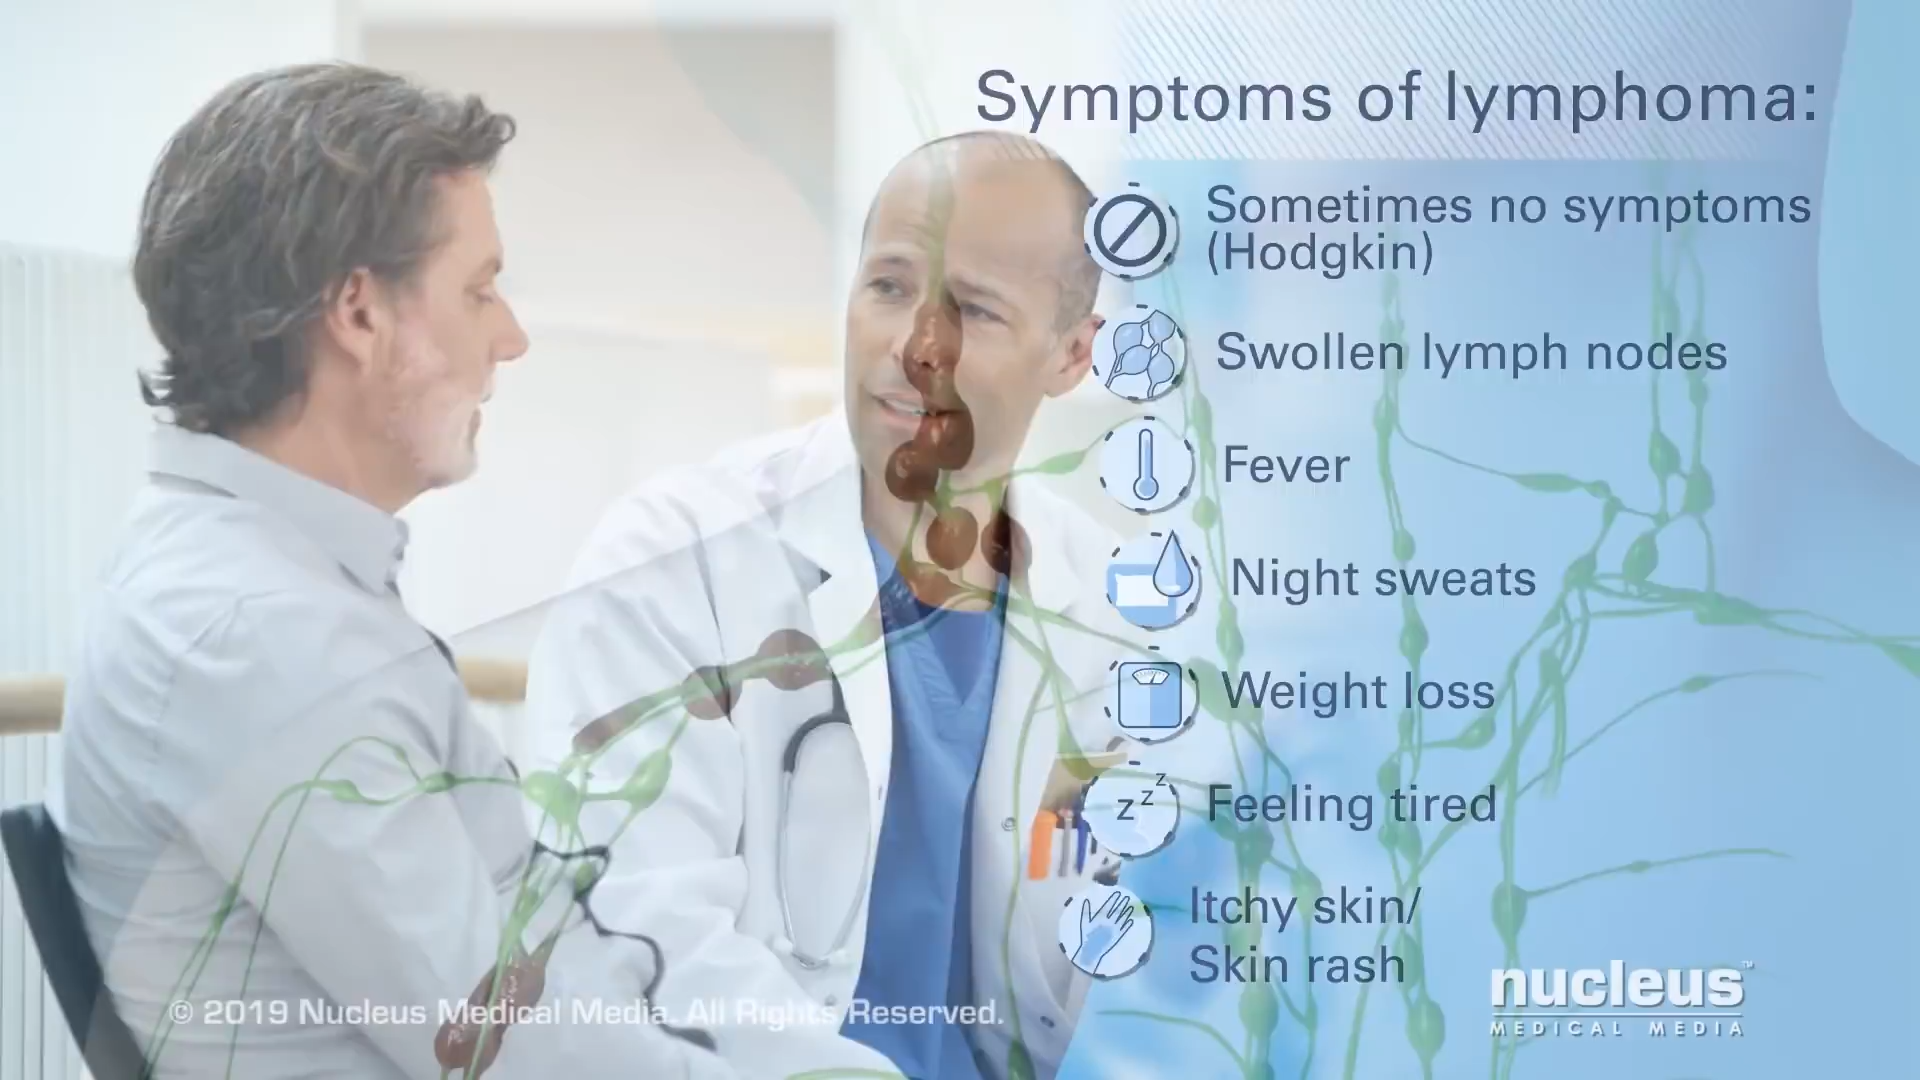 Symptoms of lymphoma:
Sometimes no symptoms
(Hodgkin)
Swollen lymph nodes
Fever
Night sweats
Weight loss
z z z
Feeling tired
Itchy skin/
Skin rash
© 2019 Nucleus Medical Media. All Rights Reserved.
nucleus™
MEDICAL MEDIA